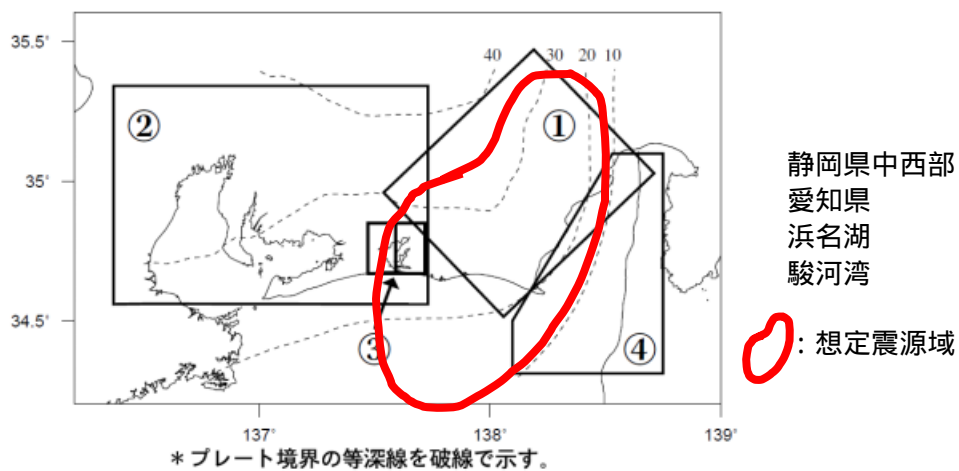 35.5°
40
30
20
10
①
②
35°
静岡県中西部
愛知県
浜名湖
駿河湾
34.5°
③
④
: 想定震源域
137°
138°
139°
＊プレート境界の等深線を破線で示す。